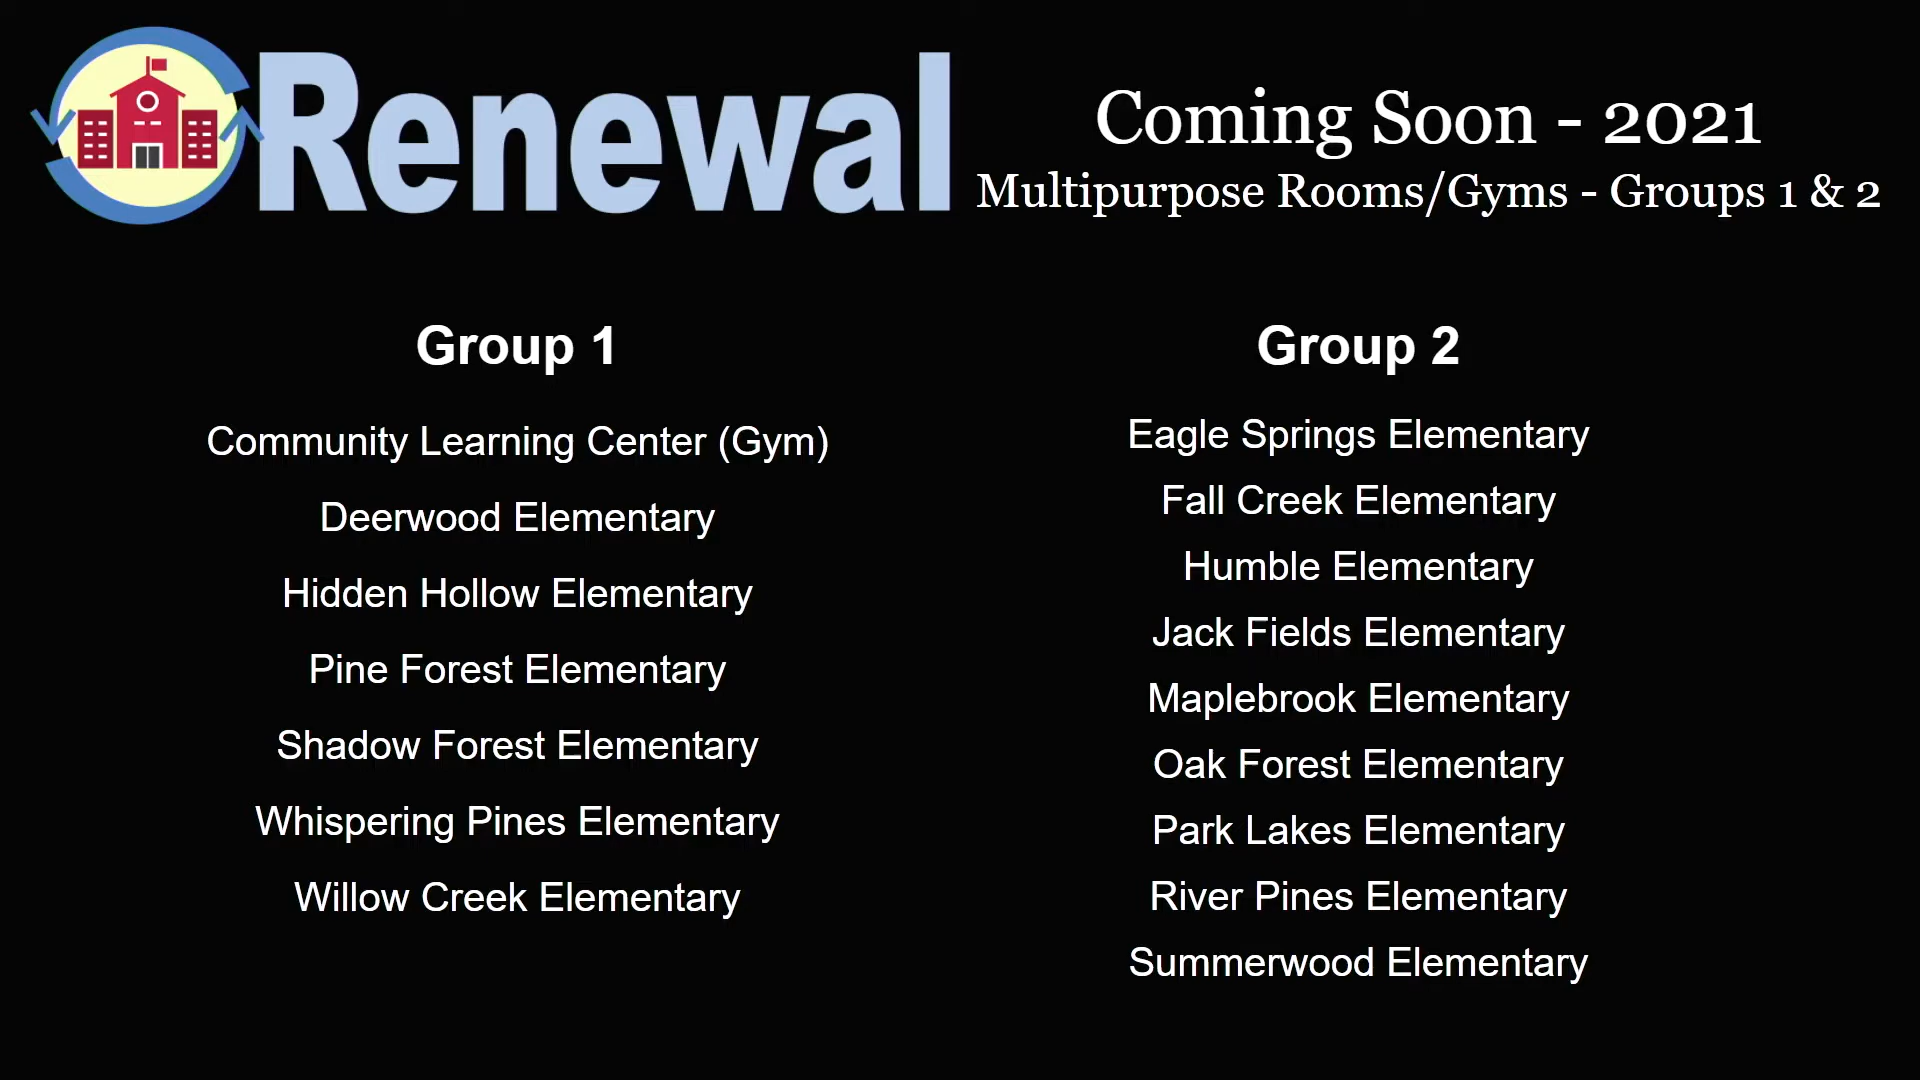 Renewal
Coming Soon - 2021
Multipurpose Rooms/Gyms - Groups 1 & 2
Group 1
Community Learning Center (Gym)
Deerwood Elementary
Hidden Hollow Elementary
Pine Forest Elementary
Shadow Forest Elementary
Whispering Pines Elementary
Willow Creek Elementary
Group 2
Eagle Springs Elementary
Fall Creek Elementary
Humble Elementary
Jack Fields Elementary
Maplebrook Elementary
Oak Forest Elementary
Park Lakes Elementary
River Pines Elementary
Summerwood Elementary